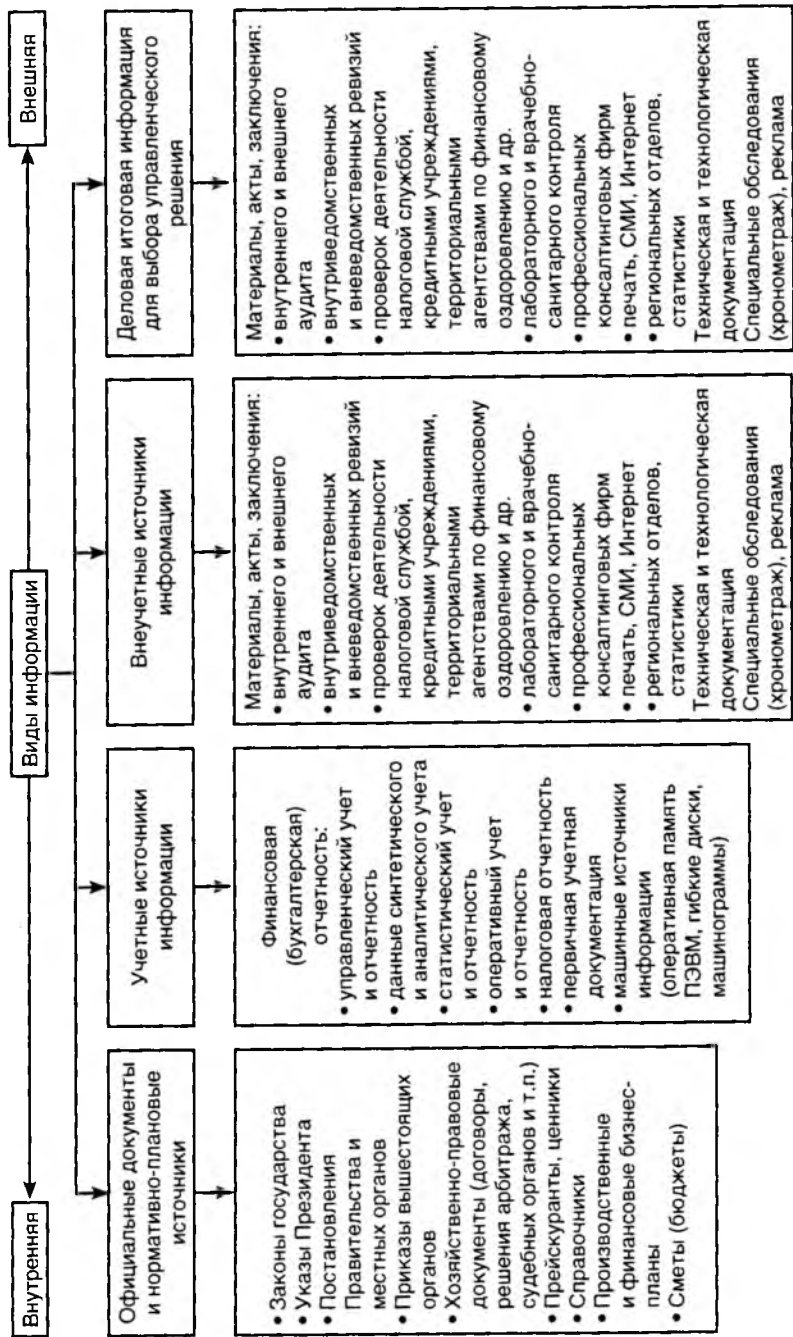 Внутренняя
Виды информации
Внешняя
Официальные документы
и нормативно-плановые
источники
Учетные источники
информации
Внеучетные источники
информации
Деловая итоговая информация
для выбора управленческого
решения
• Законы государства
• Указы Президента
• Постановления
Правительства и
местных органов
• Приказы вышестоящих
органов
• Хозяйственно-правовые
документы (договоры,
решения арбитража,
судебных органов и т.п.)
• Прейскуранты, ценники
• Справочники
• Производственные
и финансовые бизнес-
планы
• Сметы (бюджеты)
Финансовая
(бухгалтерская)
отчетность:
• управленческий учет
и отчетность
• данные синтетического
и аналитического учета
• статистический учет
и отчетность
• оперативный учет
и отчетность
• налоговая отчетность
• первичная учетная
документация
• машинные источники
информации
(оперативная память
ПЭВМ, гибкие диски,
машинограммы)
Материалы, акты, заключения:
• внутреннего и внешнего
аудита
• внутриведомственных
и вневедомственных ревизий
• проверок деятельности
налоговой службой,
кредитными учреждениями,
территориальными
агентствами по финансовому
оздоровлению и др.
• лабораторного и врачебно-
санитарного контроля
• профессиональных
консалтинговых фирм
• печать, СМИ, Интернет
• региональных отделов,
статистики
Техническая и технологическая
документация
Специальные обследования
(хронометраж), реклама
Материалы, акты, заключения:
• внутреннего и внешнего
аудита
• внутриведомственных
и вневедомственных ревизий
• проверок деятельности
налоговой службой,
кредитными учреждениями,
территориальными
агентствами по финансовому
оздоровлению и др.
• лабораторного и врачебно-
санитарного контроля
• профессиональных
консалтинговых фирм
• печать, СМИ, Интернет
• региональных отделов,
статистики
Техническая и технологическая
документация
Специальные обследования
(хронометраж), реклама